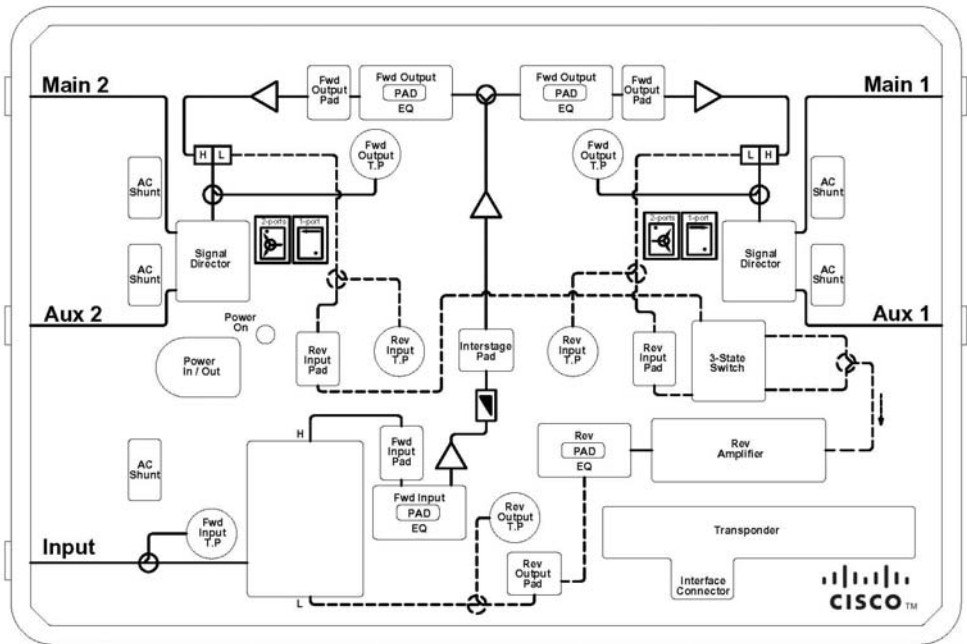 Main 2
Fwd
Output
Pad
Fwd Output
PAD
EQ
Fwd Output
PAD
EQ
Fwd
Output
Pad
Main 1
H
L
Fwd
Output
T.P
Fwd
Output
T.P
L
H
AC
Shunt
AC
Shunt
2-ports
1-port
2-ports
1-port
Signal
Director
Signal
Director
AC
Shunt
AC
Shunt
Aux 2
Aux 1
Power
On
Power
In / Out
Rev
Input
Pad
Rev
Input
T.P
Interstage
Pad
Rev
Input
T.P
Rev
Input
Pad
3-State
Switch
H
Fwd
Input
Pad
Rev
PAD
EQ
Rev
Amplifier
AC
Shunt
Fwd Input
PAD
EQ
Rev
Output
T.P
Fwd
Input
T.P
Input
Transponder
Rev
Output
Pad
Interface
Connector
L
CISCO TM